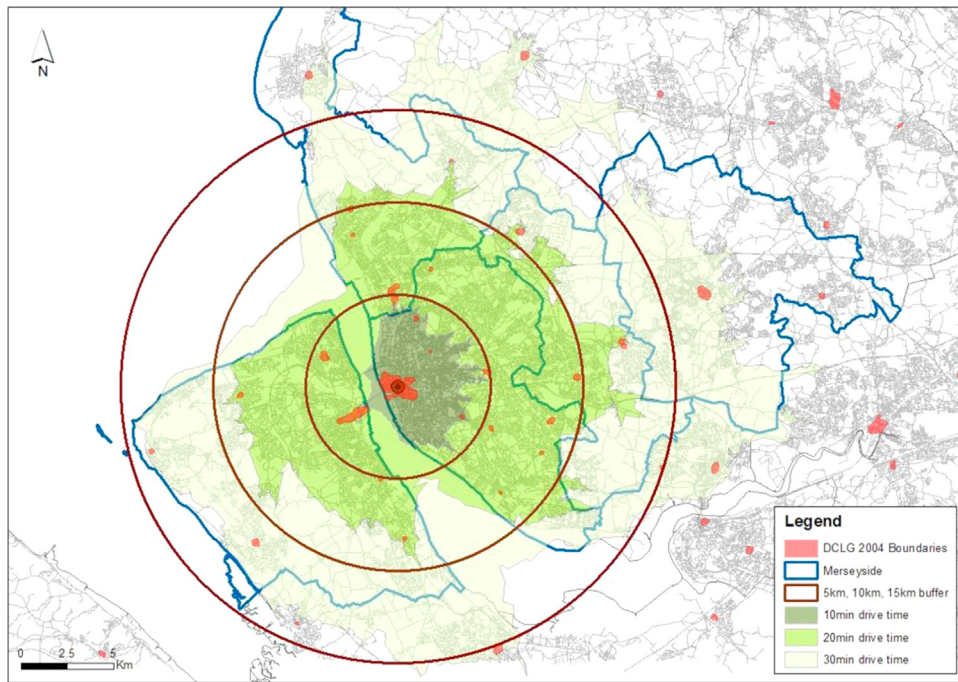 N
Legend
DCLG 2004 Boundaries
Merseyside
5km, 10km, 15km buffer
10min drive time
20min drive time
30min drive time
0 2.5 5
Km